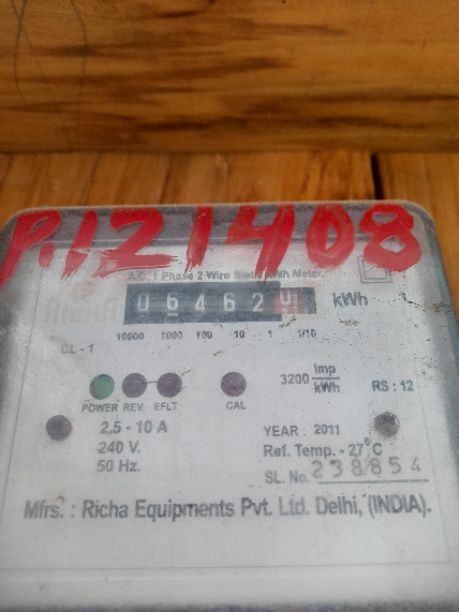 P.121408
A.C. 1 Phase 2 Wire Static kWh Meter
06462 0 kWh
10000 1000 100 10 1 1/10
CL - 1
3200 imp/kWh
RS : 12
POWER REV. EFLT CAL
2.5 - 10 A
240 V.
50 Hz.
YEAR : 2011
Ref. Temp. - 27°C
SL. No. 238854
Mfrs. : Richa Equipments Pvt. Ltd. Delhi, (INDIA).